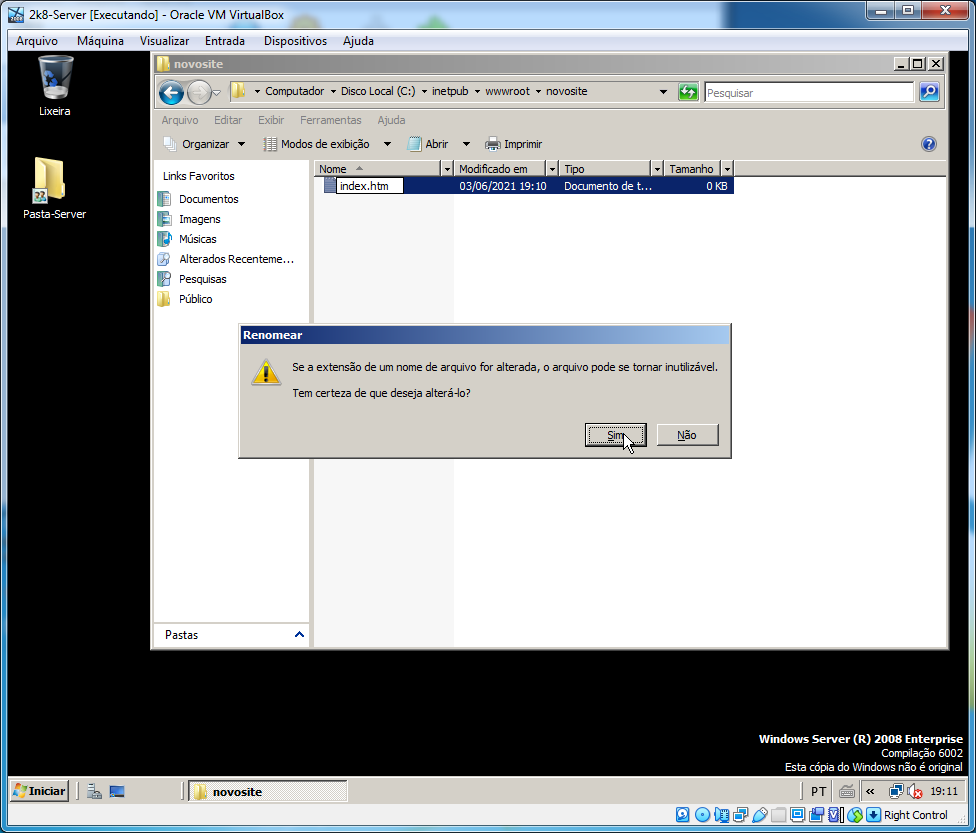 2k8-Server [Executando] - Oracle VM VirtualBox
Arquivo Máquina Visualizar Entrada Dispositivos Ajuda
Lixeira
Pasta-Server
novosite
Computador Disco Local (C:) inetpub wwwroot novosite
Pesquisar
Arquivo Editar Exibir Ferramentas Ajuda
Organizar Modos de exibição Abrir Imprimir
Links Favoritos
Documentos
Imagens
Músicas
Alterados Recenteme...
Pesquisas
Público
Pastas
Nome Modificado em Tipo Tamanho
index.htm 03/06/2021 19:10 Documento de t... 0 KB
Renomear
Se a extensão de um nome de arquivo for alterada, o arquivo pode se tornar inutilizável.
Tem certeza de que deseja alterá-lo?
Sim Não
Windows Server (R) 2008 Enterprise
Compilação 6002
Esta cópia do Windows não é original
Iniciar novosite PT « 19:11
Right Control